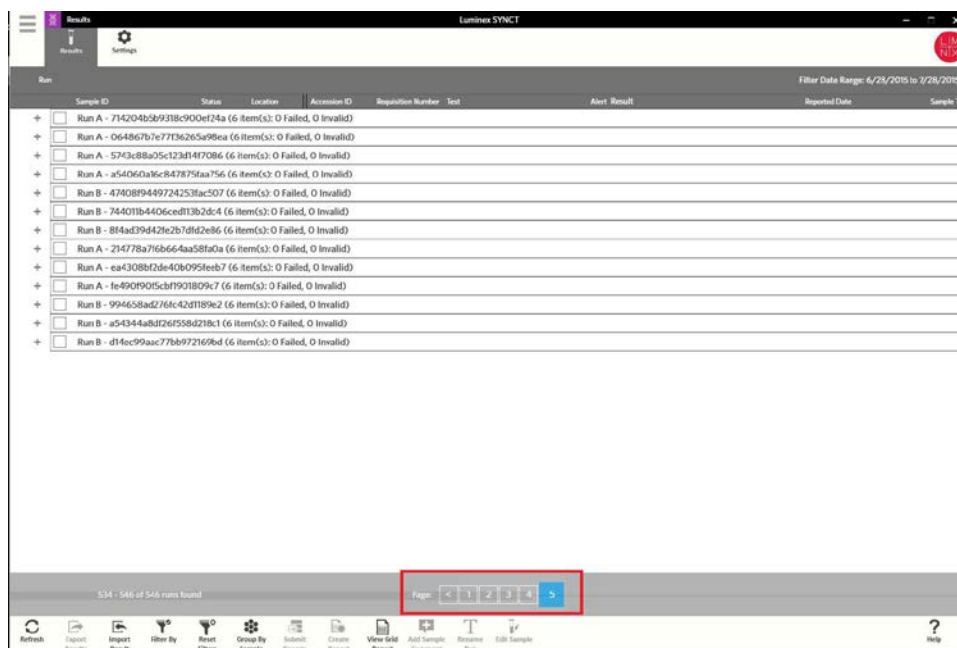 Results
Luminex SYNCT
Results
Settings
Run
Filter Date Range: 6/28/2015 to 7/28/2015
Sample ID Status Location Accession ID Requisition Number Test Alert Result Reported Date Sample
Run A - 714204b5b9318c900ef24a (6 item(s): 0 Failed, 0 Invalid)
Run A - 064867b7e77f36265a98ea (6 item(s): 0 Failed, 0 Invalid)
Run A - 5743c88a05c123d14f7086 (6 item(s): 0 Failed, 0 Invalid)
Run A - a54060a16c847875faa756 (6 item(s): 0 Failed, 0 Invalid)
Run B - 47408f9449724253fac507 (6 item(s): 0 Failed, 0 Invalid)
Run B - 744011b4406ced113b2dc4 (6 item(s): 0 Failed, 0 Invalid)
Run B - 8f4ad39d42fe2b7dfd2e86 (6 item(s): 0 Failed, 0 Invalid)
Run A - 214778a7f6b664aa58fa0a (6 item(s): 0 Failed, 0 Invalid)
Run A - ea4308bf2de40b095feeb7 (6 item(s): 0 Failed, 0 Invalid)
Run A - fe490f90f5cbf1901809c7 (6 item(s): 0 Failed, 0 Invalid)
Run B - 994658ad276fc42d1189e2 (6 item(s): 0 Failed, 0 Invalid)
Run B - a54344a8df26f558d218c1 (6 item(s): 0 Failed, 0 Invalid)
Run B - d14ec99aac77bb972169bd (6 item(s): 0 Failed, 0 Invalid)
534 - 546 of 546 runs found
Page: < 1 2 3 4 5
Refresh Export Import Filter By Reset Group By Submit Create View Grid Add Sample Rename Edit Sample Help